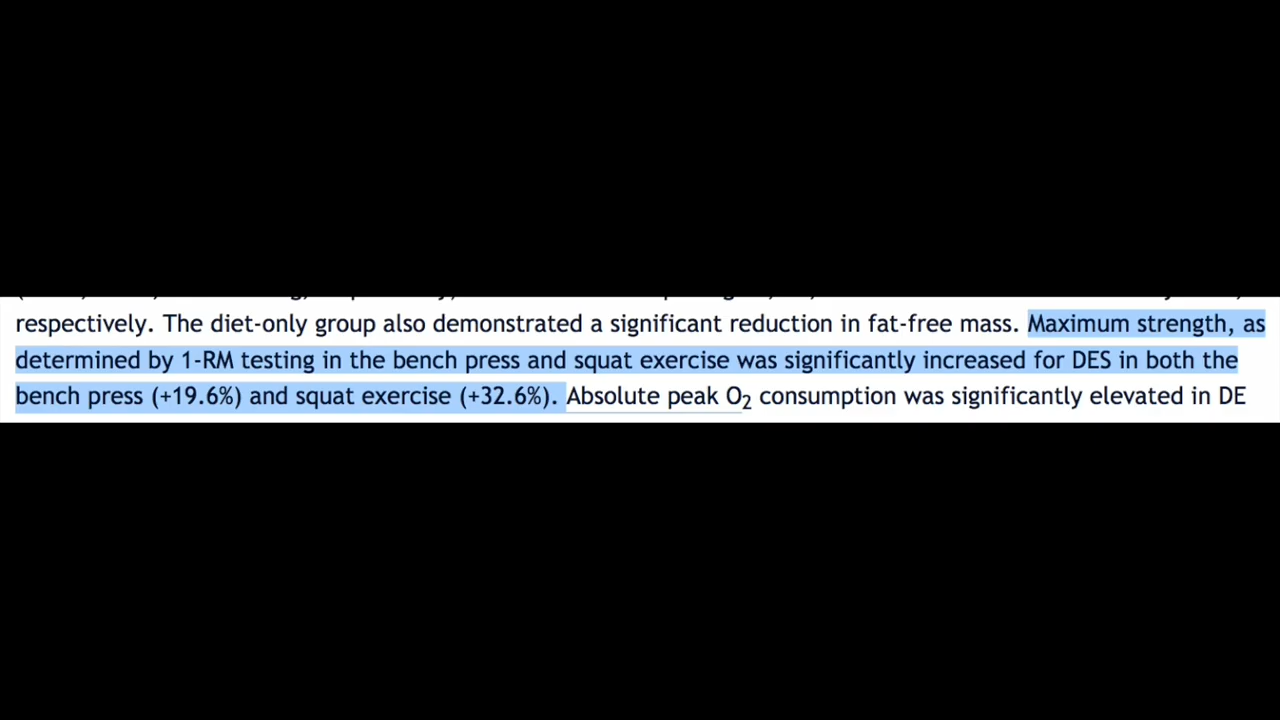 respectively. The diet-only group also demonstrated a significant reduction in fat-free mass. Maximum strength, as
determined by 1-RM testing in the bench press and squat exercise was significantly increased for DES in both the
bench press (+19.6%) and squat exercise (+32.6%). Absolute peak O₂ consumption was significantly elevated in DE